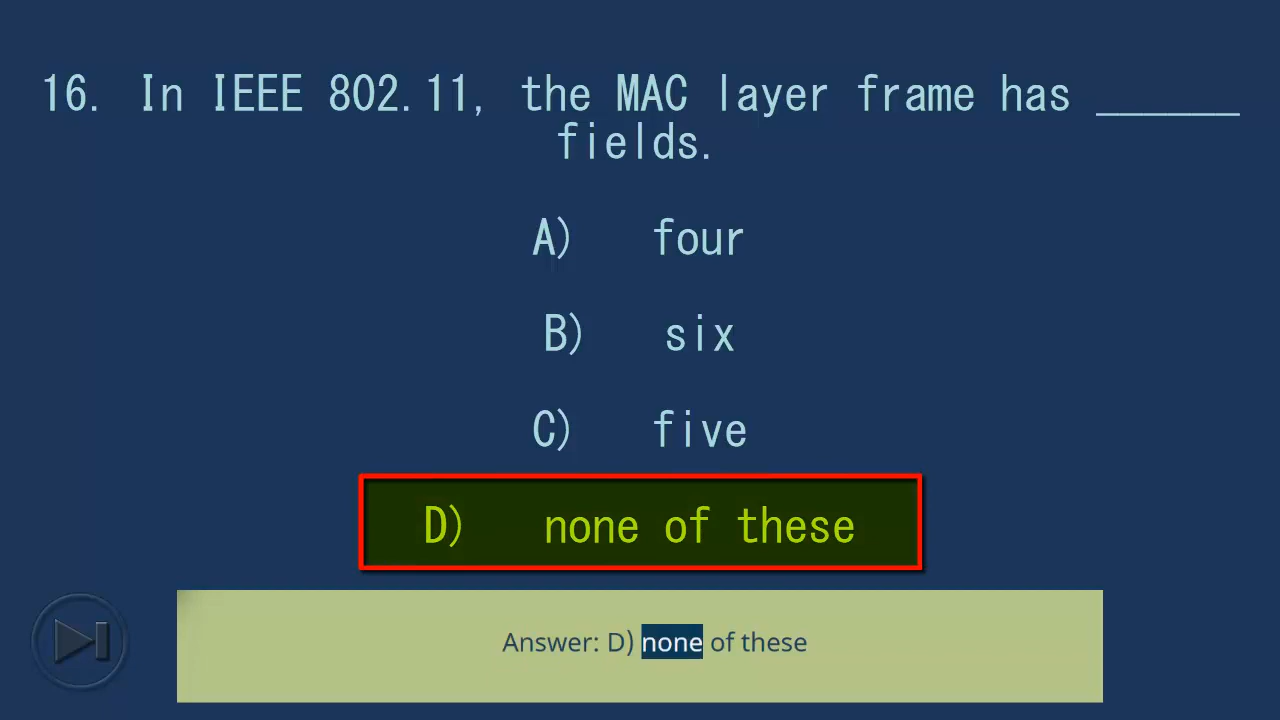 16. In IEEE 802.11, the MAC layer frame has ______
fields.
A) four
B) six
C) five
D) none of these
Answer: D) none of these